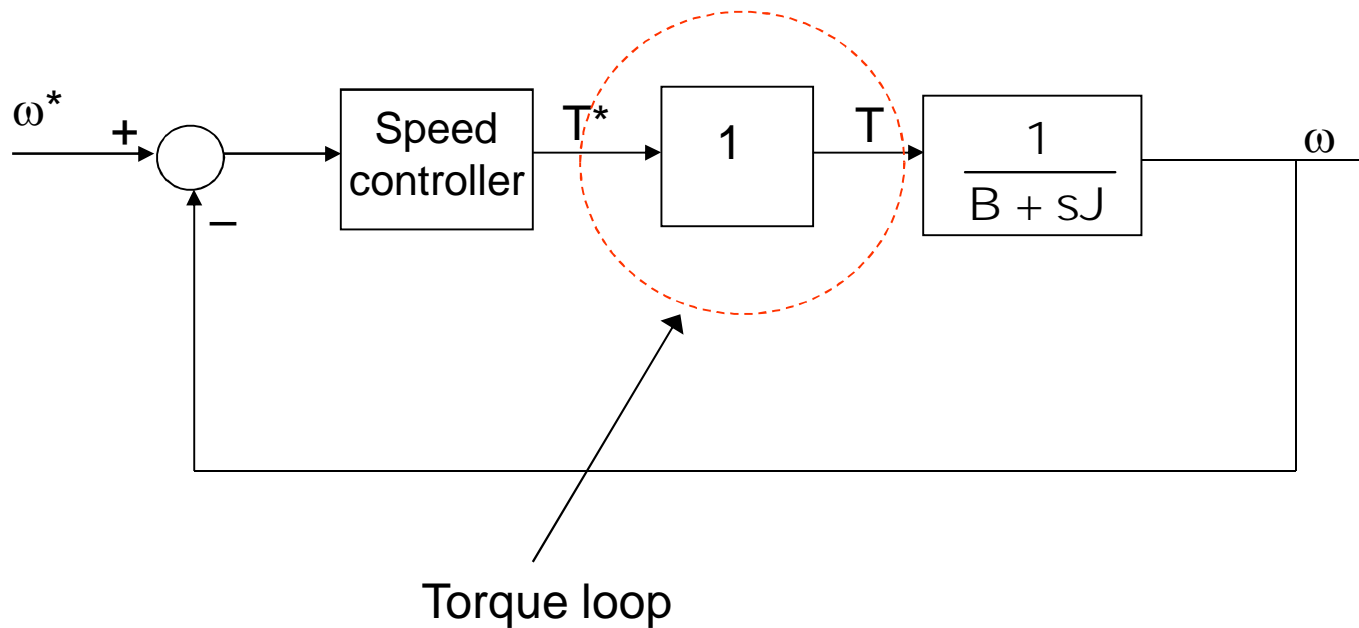 ω*
+
−
Speed
controller
T*
1
T
1
B + sJ
ω
Torque loop